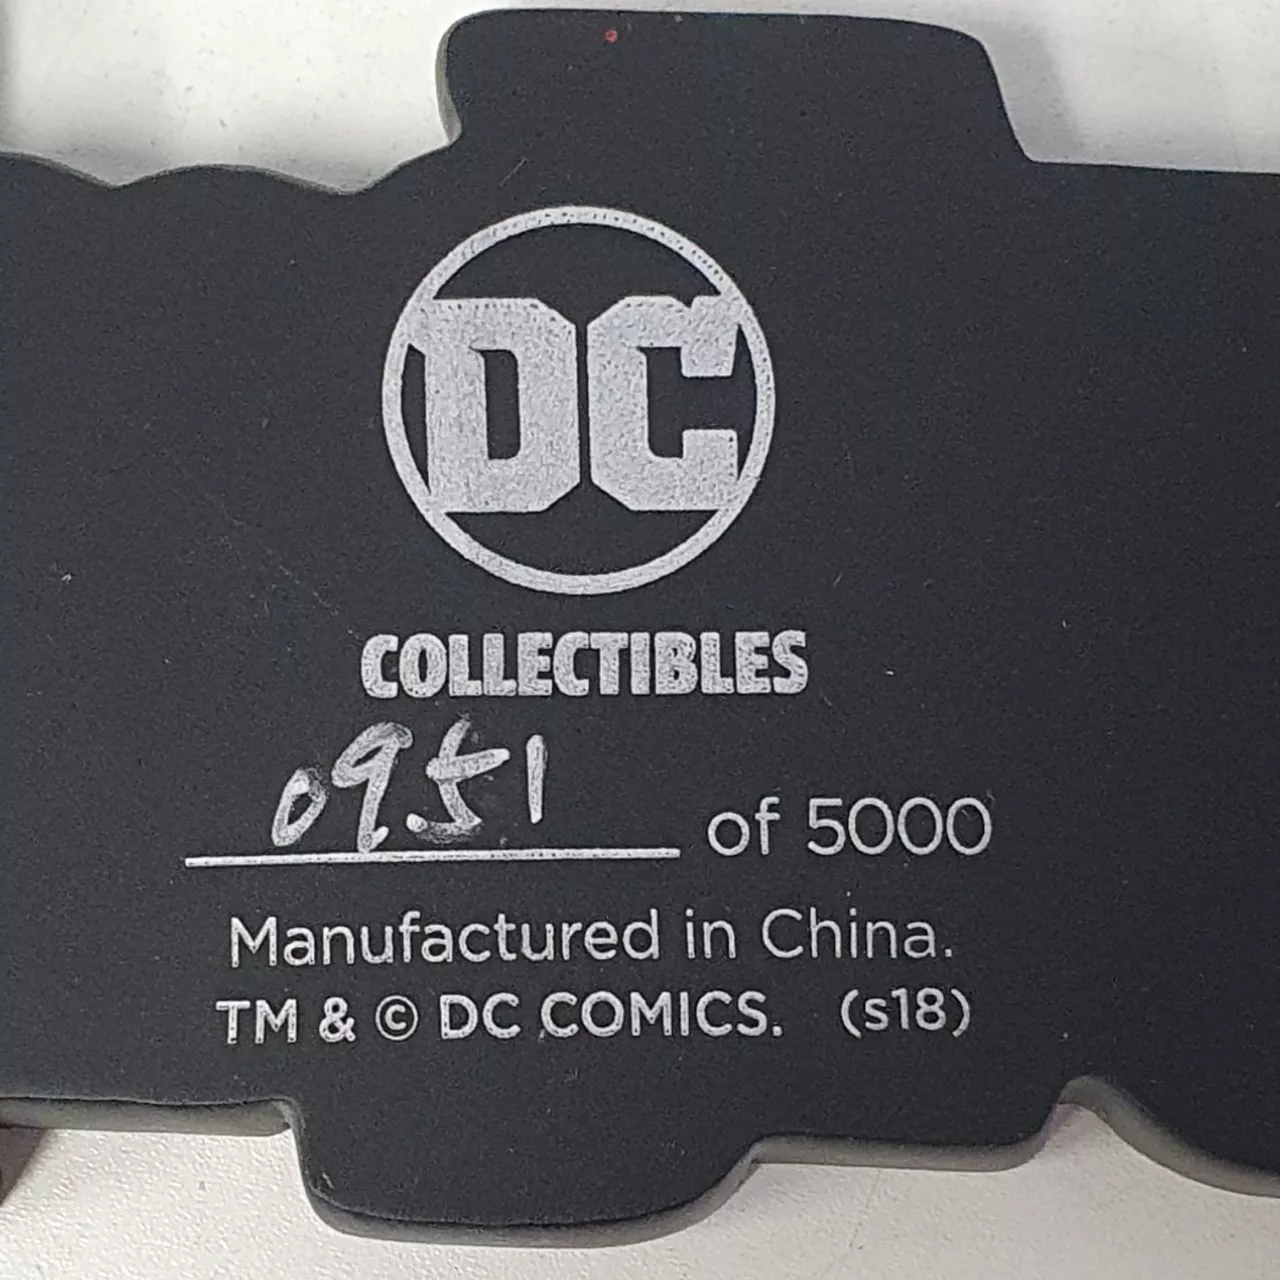 DC
COLLECTIBLES
0951 of 5000
Manufactured in China.
TM & © DC COMICS. (s18)